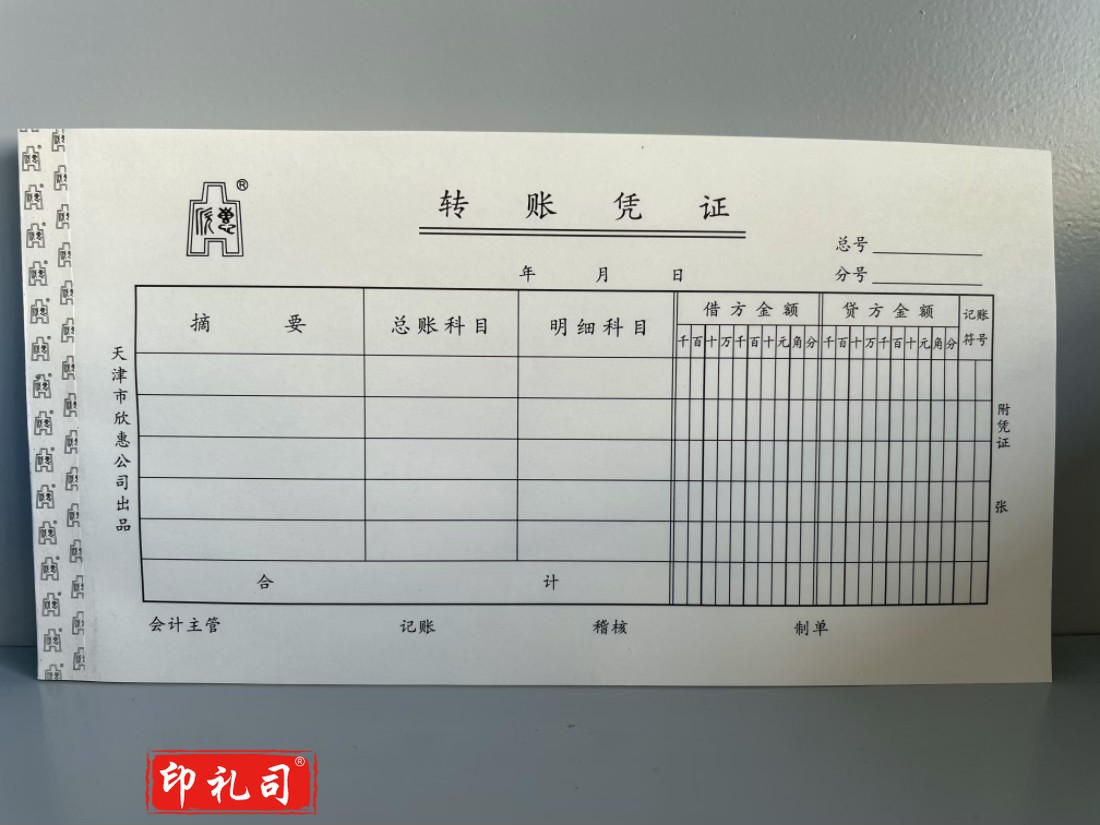 欣惠®
转账凭证
总号
年 月 日
分号
摘要 总账科目 明细科目 借方金额 贷方金额 记账符号
千百十万千百十元角分 千百十万千百十元角分
天津市欣惠公司出品
附凭证 张
合计
会计主管 记账 稽核 制单
印礼司®